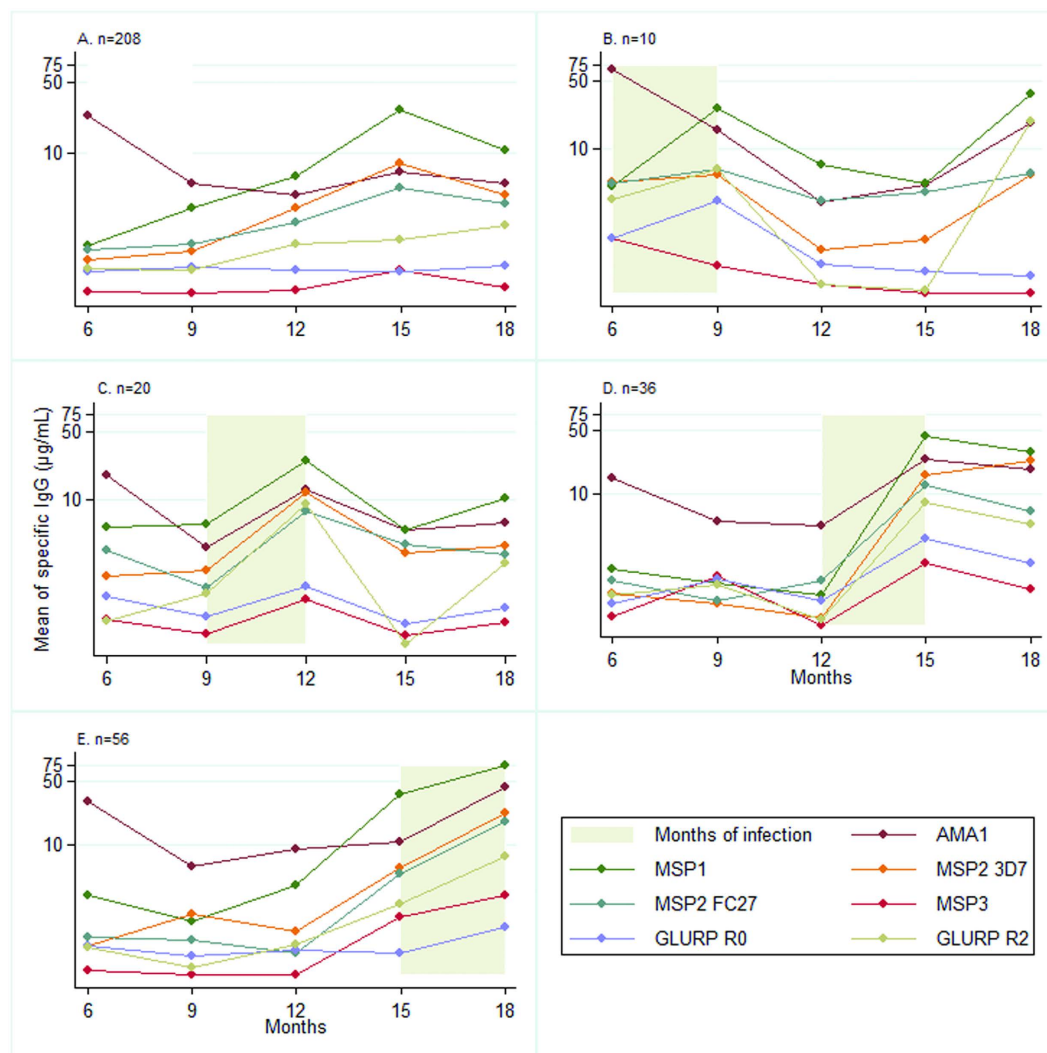 A. n=208
75
50
10
6 9 12 15 18
B. n=10
75
50
10
6 9 12 15 18
Mean of specific IgG (µg/mL)
C. n=20
75
50
10
6 9 12 15 18
D. n=36
75
50
10
6 9 12 15 18
Months
E. n=56
75
50
10
6 9 12 15 18
Months
Months of infection AMA1
MSP1 MSP2 3D7
MSP2 FC27 MSP3
GLURP R0 GLURP R2